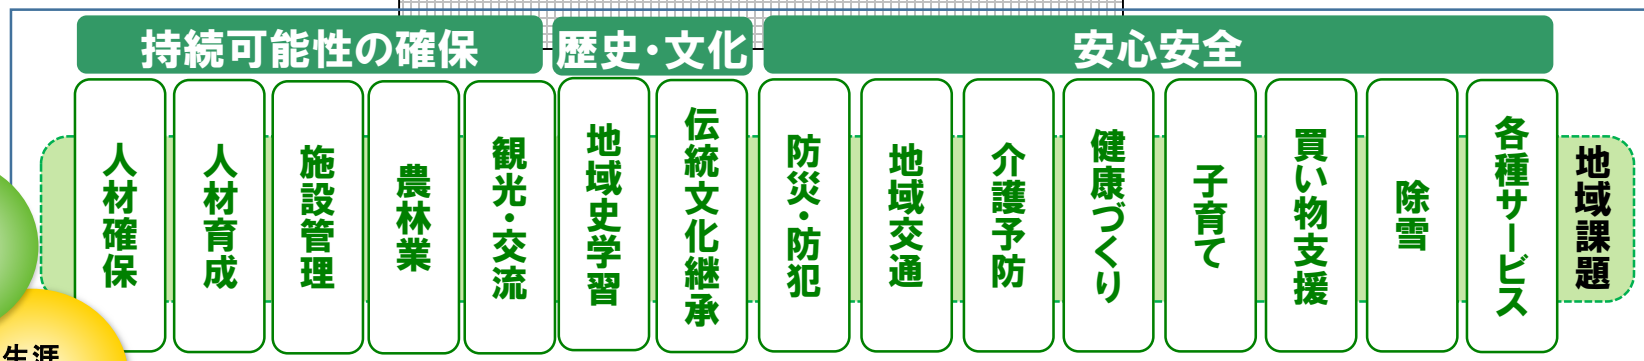 持続可能性の確保
歴史・文化
安心安全
人材確保
人材育成
施設管理
農林業
観光・交流
地域史学習
伝統文化継承
防災・防犯
地域交通
介護予防
健康づくり
子育て
買い物支援
除雪
各種サービス
地域課題
生涯